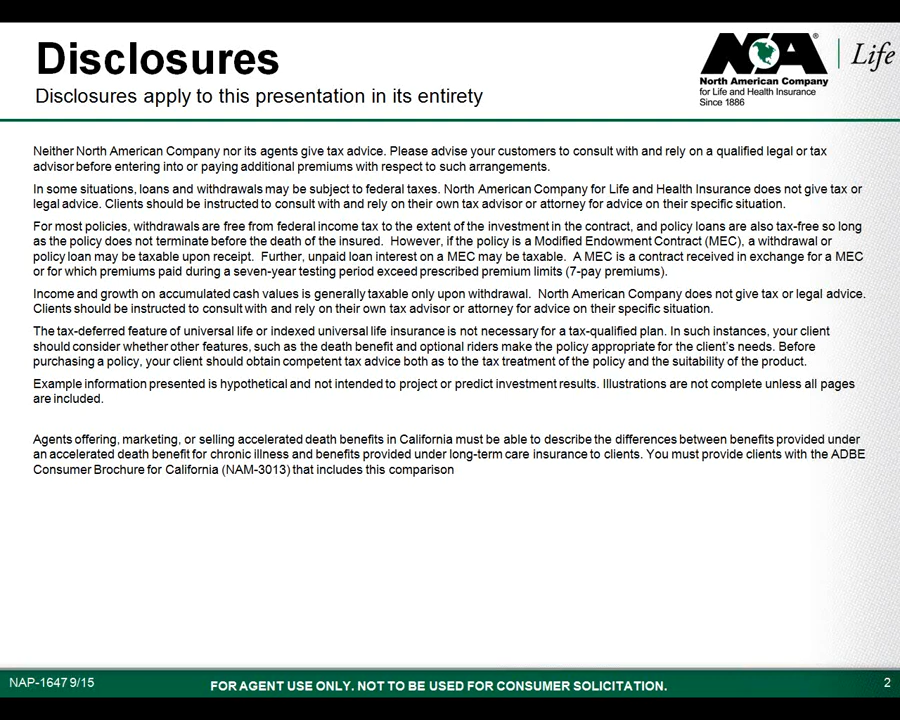 Disclosures
Disclosures apply to this presentation in its entirety
NA®
Life
North American Company
for Life and Health Insurance
Since 1886
Neither North American Company nor its agents give tax advice. Please advise your customers to consult with and rely on a qualified legal or tax
advisor before entering into or paying additional premiums with respect to such arrangements.
In some situations, loans and withdrawals may be subject to federal taxes. North American Company for Life and Health Insurance does not give tax or
legal advice. Clients should be instructed to consult with and rely on their own tax advisor or attorney for advice on their specific situation.
For most policies, withdrawals are free from federal income tax to the extent of the investment in the contract, and policy loans are also tax-free so long
as the policy does not terminate before the death of the insured. However, if the policy is a Modified Endowment Contract (MEC), a withdrawal or
policy loan may be taxable upon receipt. Further, unpaid loan interest on a MEC may be taxable. A MEC is a contract received in exchange for a MEC
or for which premiums paid during a seven-year testing period exceed prescribed premium limits (7-pay premiums).
Income and growth on accumulated cash values is generally taxable only upon withdrawal. North American Company does not give tax or legal advice.
Clients should be instructed to consult with and rely on their own tax advisor or attorney for advice on their specific situation.
The tax-deferred feature of universal life or indexed universal life insurance is not necessary for a tax-qualified plan. In such instances, your client
should consider whether other features, such as the death benefit and optional riders make the policy appropriate for the client's needs. Before
purchasing a policy, your client should obtain competent tax advice both as to the tax treatment of the policy and the suitability of the product.
Example information presented is hypothetical and not intended to project or predict investment results. Illustrations are not complete unless all pages
are included.
Agents offering, marketing, or selling accelerated death benefits in California must be able to describe the differences between benefits provided under
an accelerated death benefit for chronic illness and benefits provided under long-term care insurance to clients. You must provide clients with the ADBE
Consumer Brochure for California (NAM-3013) that includes this comparison
NAP-1647 9/15
FOR AGENT USE ONLY. NOT TO BE USED FOR CONSUMER SOLICITATION.
2